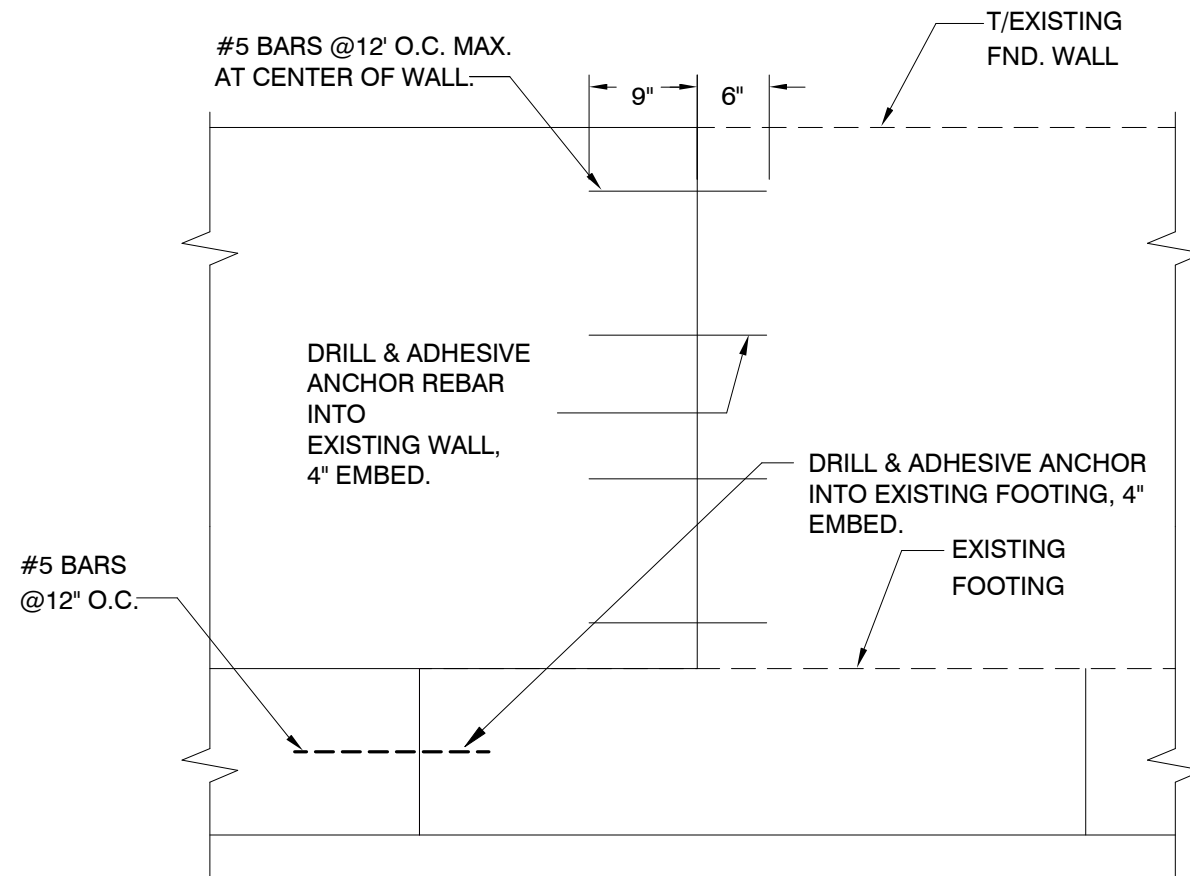 #5 BARS @12' O.C. MAX.
AT CENTER OF WALL.
9"
6"
T/EXISTING
FND. WALL
DRILL & ADHESIVE
ANCHOR REBAR
INTO
EXISTING WALL,
4" EMBED.
DRILL & ADHESIVE ANCHOR
INTO EXISTING FOOTING, 4"
EMBED.
EXISTING
FOOTING
#5 BARS
@12" O.C.